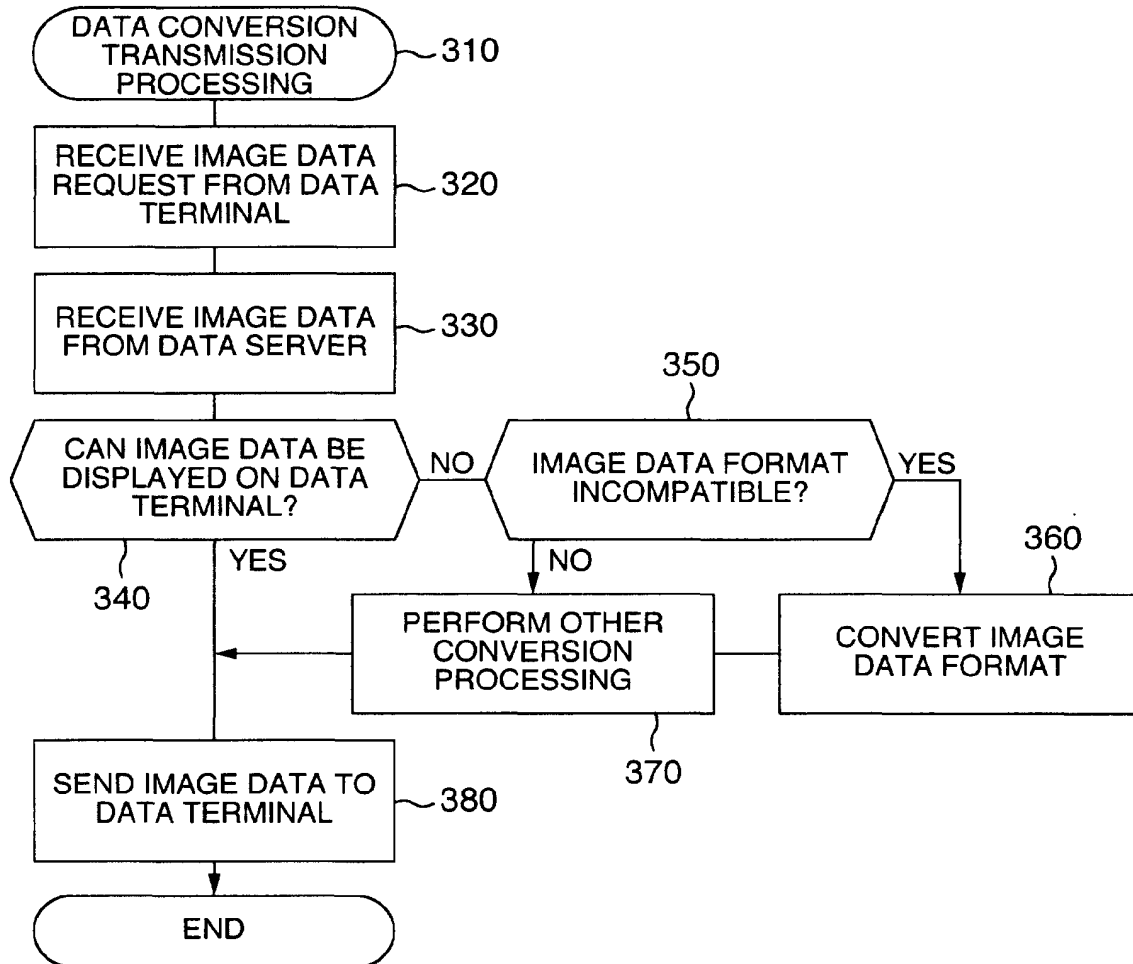 DATA CONVERSION
TRANSMISSION
PROCESSING
310
RECEIVE IMAGE DATA
REQUEST FROM DATA
TERMINAL
320
RECEIVE IMAGE DATA
FROM DATA SERVER
330
350
CAN IMAGE DATA BE
DISPLAYED ON DATA
TERMINAL?
NO
IMAGE DATA FORMAT
INCOMPATIBLE?
YES
340
YES
NO
360
PERFORM OTHER
CONVERSION
PROCESSING
CONVERT IMAGE
DATA FORMAT
370
SEND IMAGE DATA TO
DATA TERMINAL
380
END